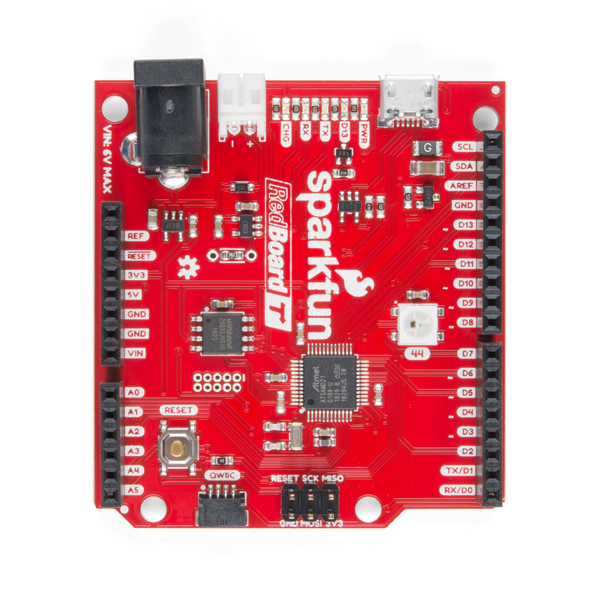 VIN: 6V MAX
- +
CHG
RX
TX
D13
PWR
G
SCL
SDA
AREF
GND
~ D13
~ D12
~ D11
~ D10
~ D9
~ D8
D7
~ D6
~ D5
~ D4
~ D3
D2
TX/D1
RX/D0
REF
RESET
3V3
5V
GND
GND
VIN
A0
A1
A2
A3
A4
A5
sparkfun
RedBoard
44
Atmel
RESET
QWIIC
RESET SCK MISO
GND MOSI 3V3